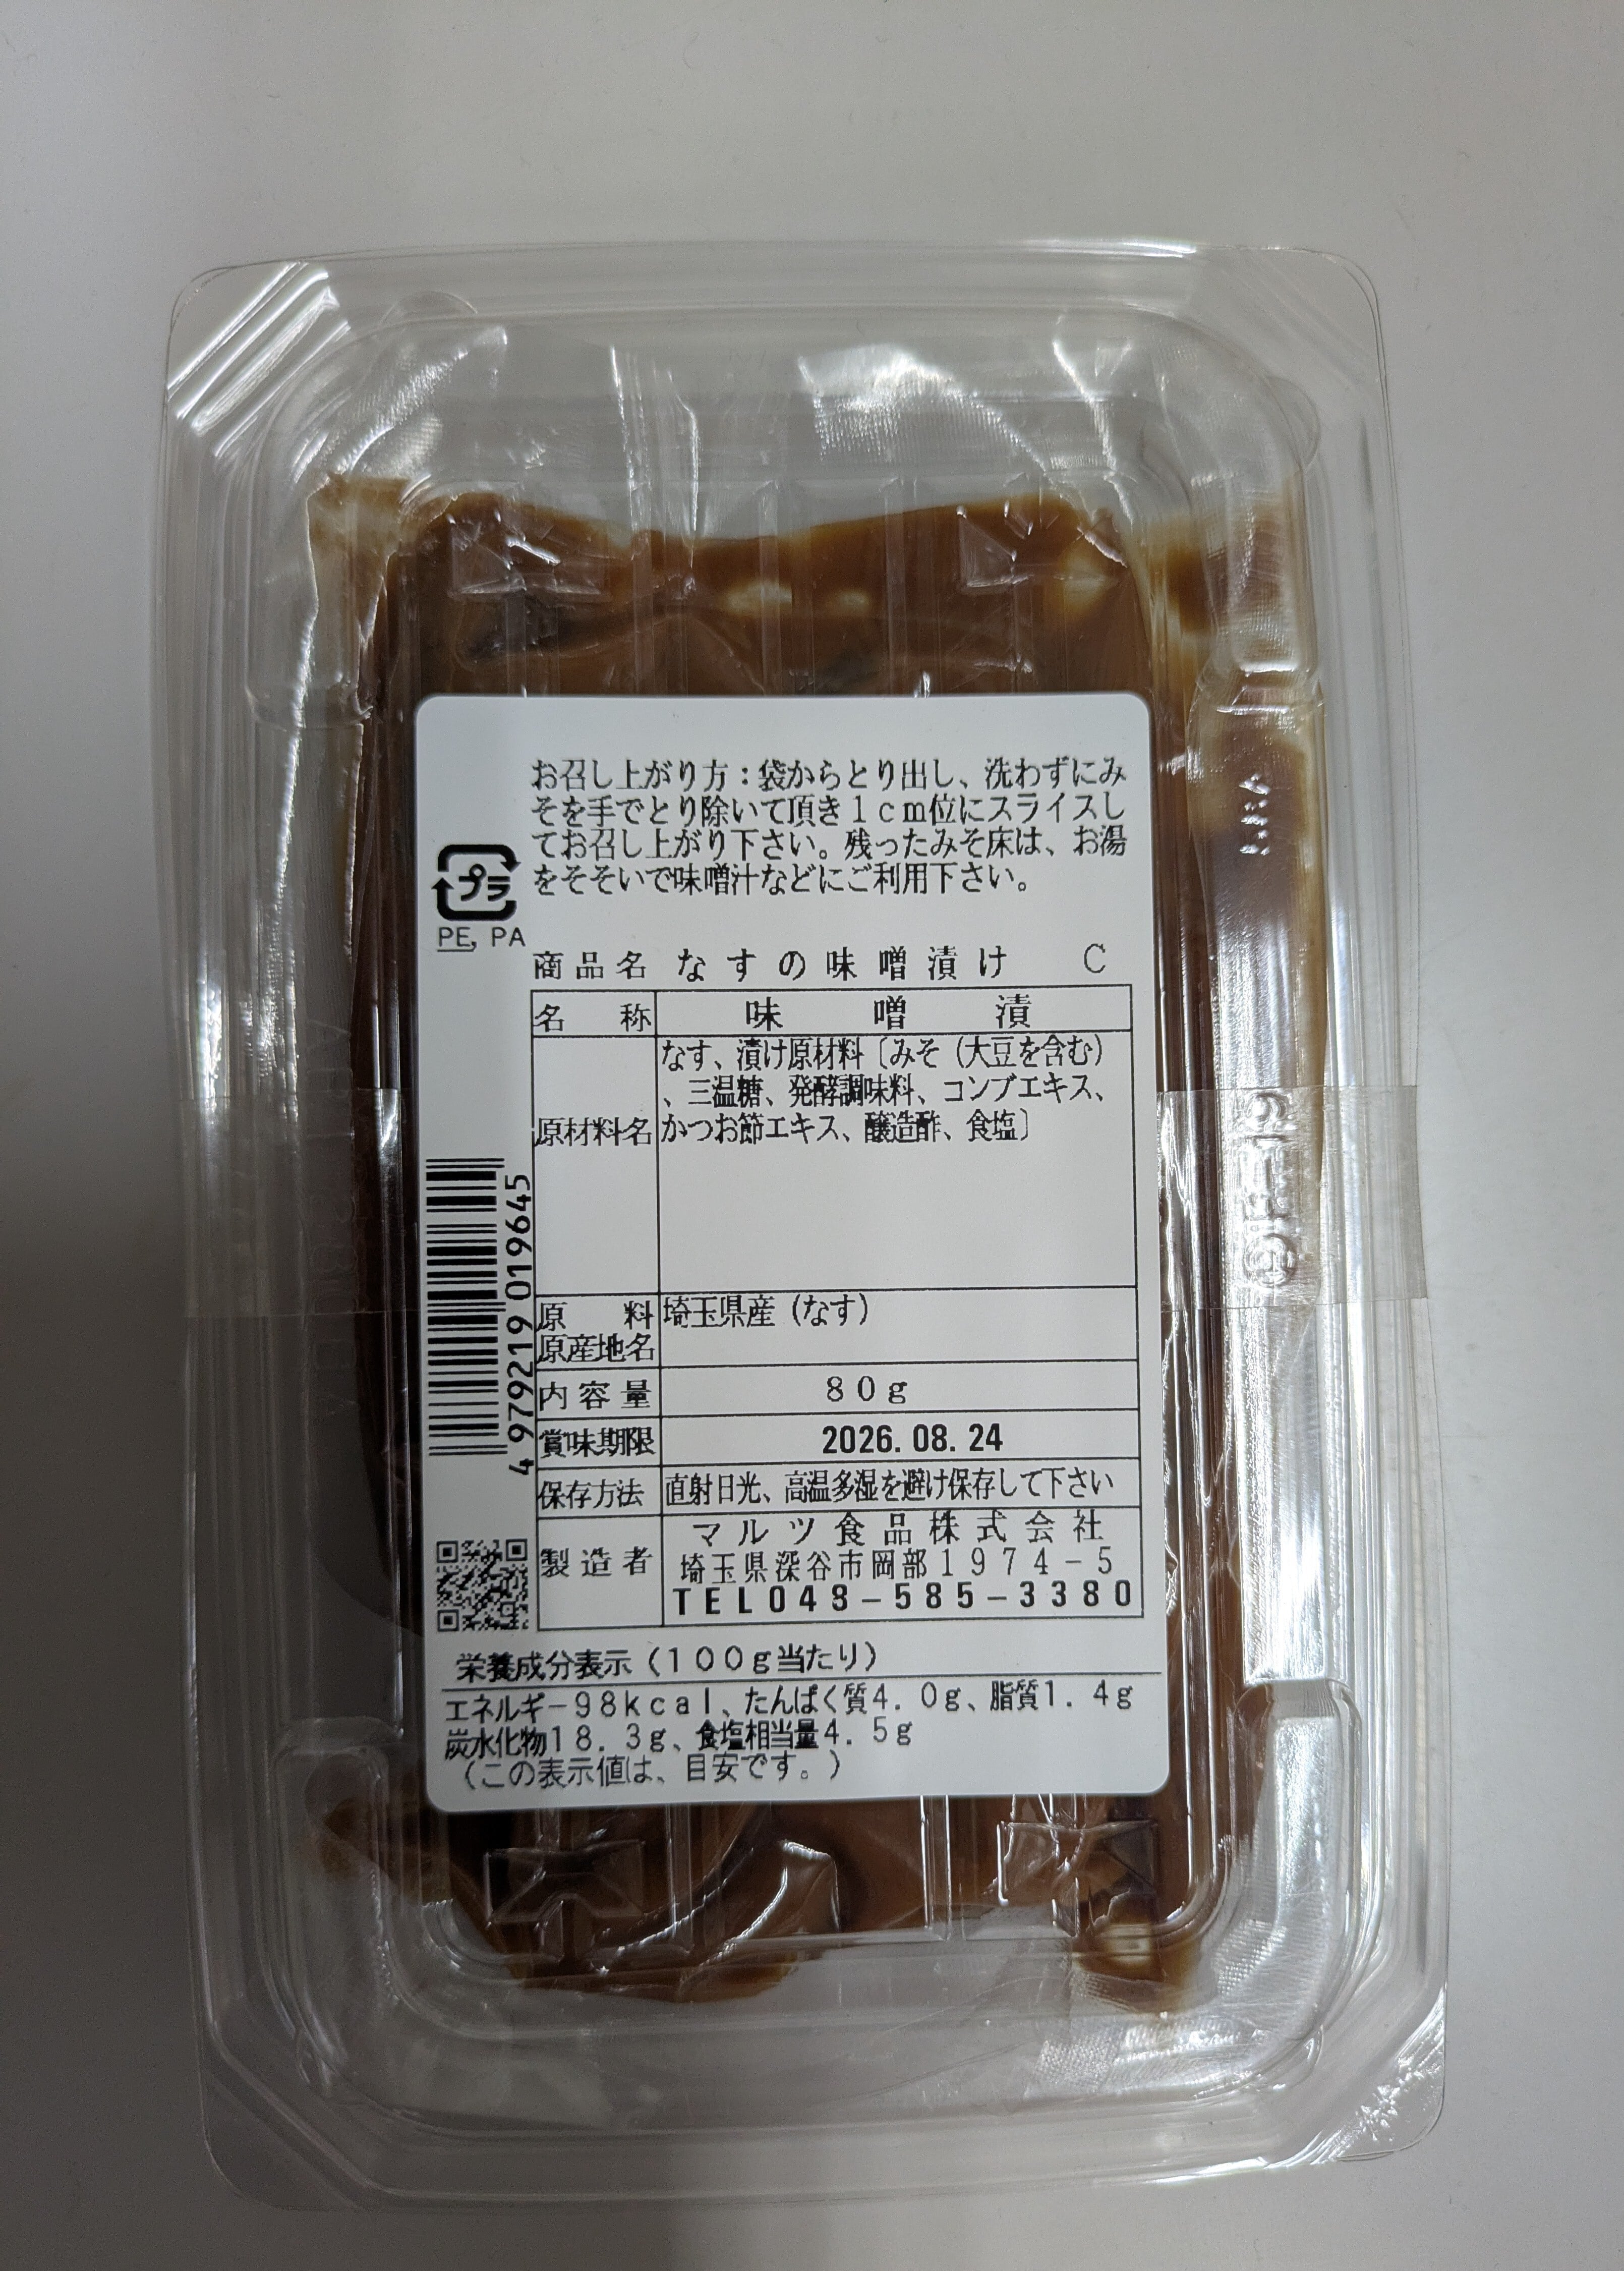 お召し上がり方：袋からとり出し、洗わずにみ
そを手でとり除いて頂き１ｃｍ位にスライスし
てお召し上がり下さい。残ったみそ床は、お湯
をそそいで味噌汁などにご利用下さい。
プラ
PE, PA
商品名 なすの味噌漬け C
名称 味噌漬
原材料名 なす、漬け原材料〔みそ（大豆を含む）
、三温糖、発酵調味料、コンブエキス、
かつお節エキス、醸造酢、食塩〕
4 979219 019645
原料 埼玉県産（なす）
原産地名
内容量 ８０ｇ
賞味期限 2026.08.24
保存方法 直射日光、高温多湿を避け保存して下さい
製造者 マルツ食品株式会社
埼玉県深谷市岡部１９７４－５
ＴＥＬ０４８－５８５－３３８０
栄養成分表示（１００ｇ当たり）
エネルギー９８ｋｃａｌ、たんぱく質４．０ｇ、脂質１．４ｇ
炭水化物１８．３ｇ、食塩相当量４．５ｇ
（この表示値は、目安です。）